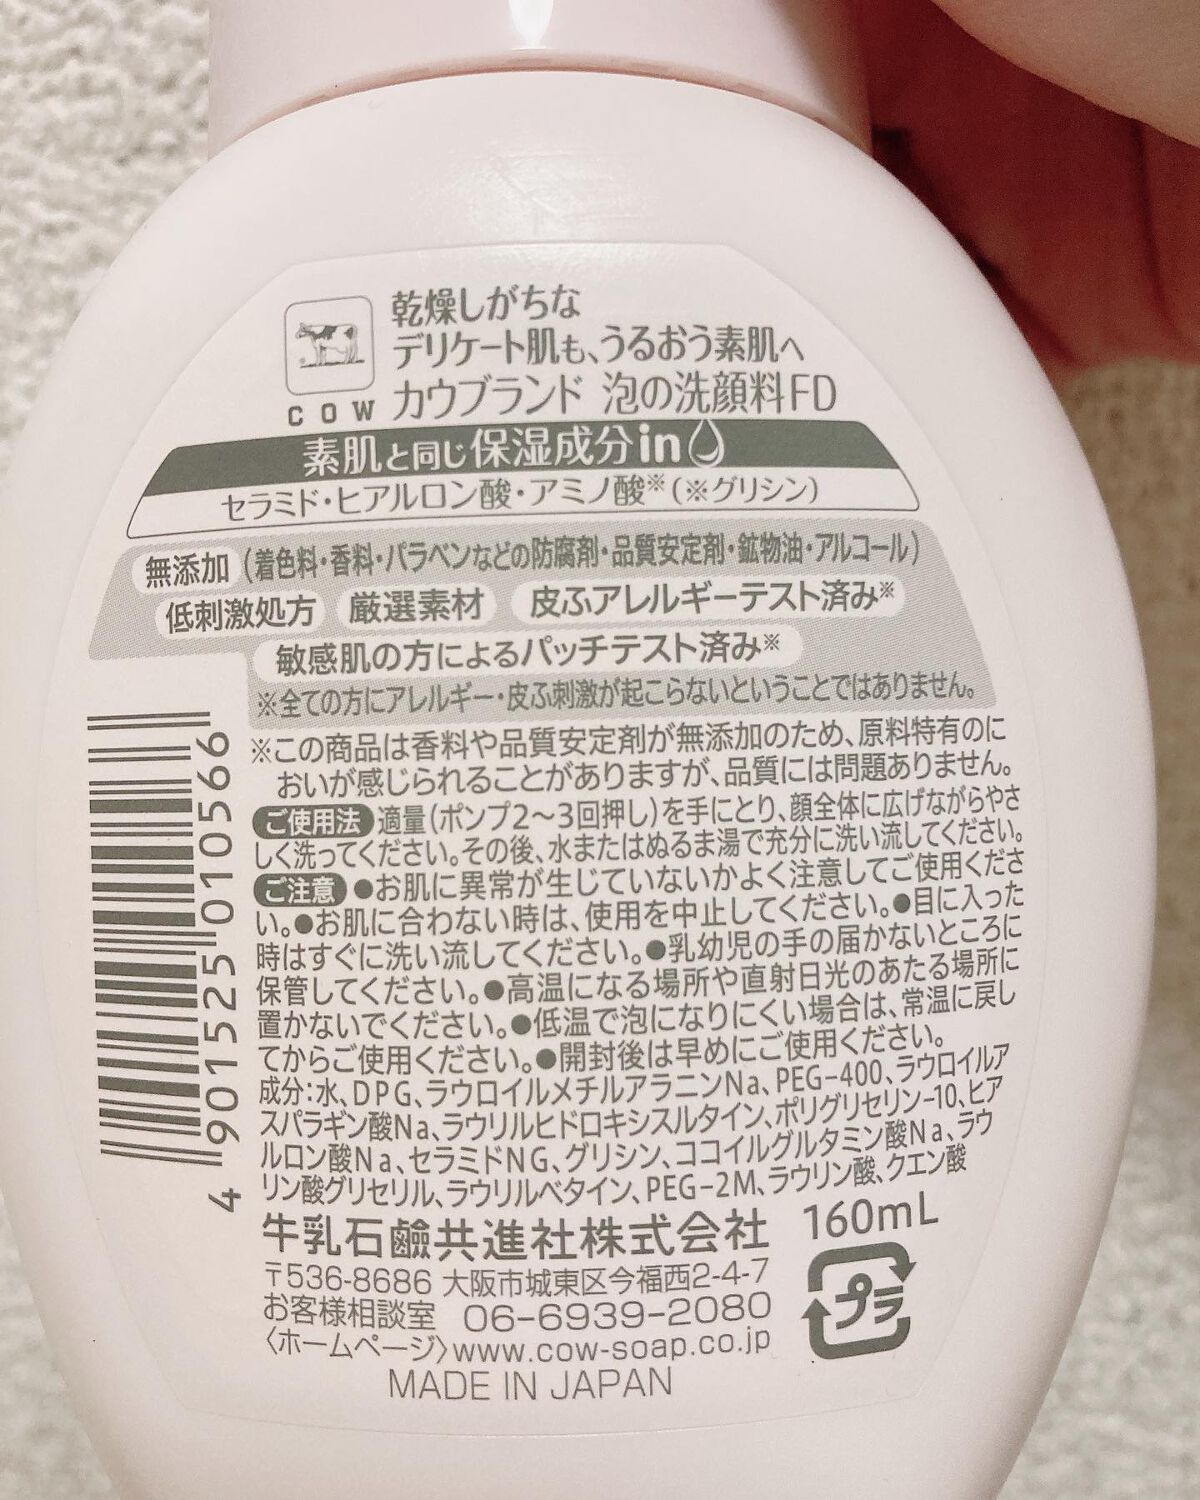 乾燥しがちな
デリケート肌も、うるおう素肌へ
COW カウブランド 泡の洗顔料FD
素肌と同じ保湿成分in
セラミド・ヒアルロン酸・アミノ酸※(※グリシン)
無添加(着色料・香料・パラベンなどの防腐剤・品質安定剤・鉱物油・アルコール)
低刺激処方 厳選素材 皮ふアレルギーテスト済み※
敏感肌の方によるパッチテスト済み※
※全ての方にアレルギー・皮ふ刺激が起こらないということではありません。
※この商品は香料や品質安定剤が無添加のため、原料特有のに
おいが感じられることがありますが、品質には問題ありません。
ご使用法 適量(ポンプ2〜3回押し)を手にとり、顔全体に広げながらやさ
しく洗ってください。その後、水またはぬるま湯で充分に洗い流してください。
ご注意 ●お肌に異常が生じていないかよく注意してご使用くださ
い。●お肌に合わない時は、使用を中止してください。●目に入った
時はすぐに洗い流してください。●乳幼児の手の届かないところに
保管してください。●高温になる場所や直射日光のあたる場所に
置かないでください。●低温で泡になりにくい場合は、常温に戻し
てからご使用ください。●開封後は早めにご使用ください。
成分:水、DPG、ラウロイルメチルアラニンNa、PEG-400、ラウロイルア
スパラギン酸Na、ラウリルヒドロキシスルタイン、ポリグリセリン-10、ヒア
ルロン酸Na、セラミドNG、グリシン、ココイルグルタミン酸Na、ラウ
リン酸グリセリル、ラウリルベタイン、PEG-2M、ラウリン酸、クエン酸
牛乳石鹼共進社株式会社 160mL
〒536-8686 大阪市城東区今福西2-4-7
お客様相談室 06-6939-2080
〈ホームページ〉www.cow-soap.co.jp
プラ
MADE IN JAPAN
4 901525 010566